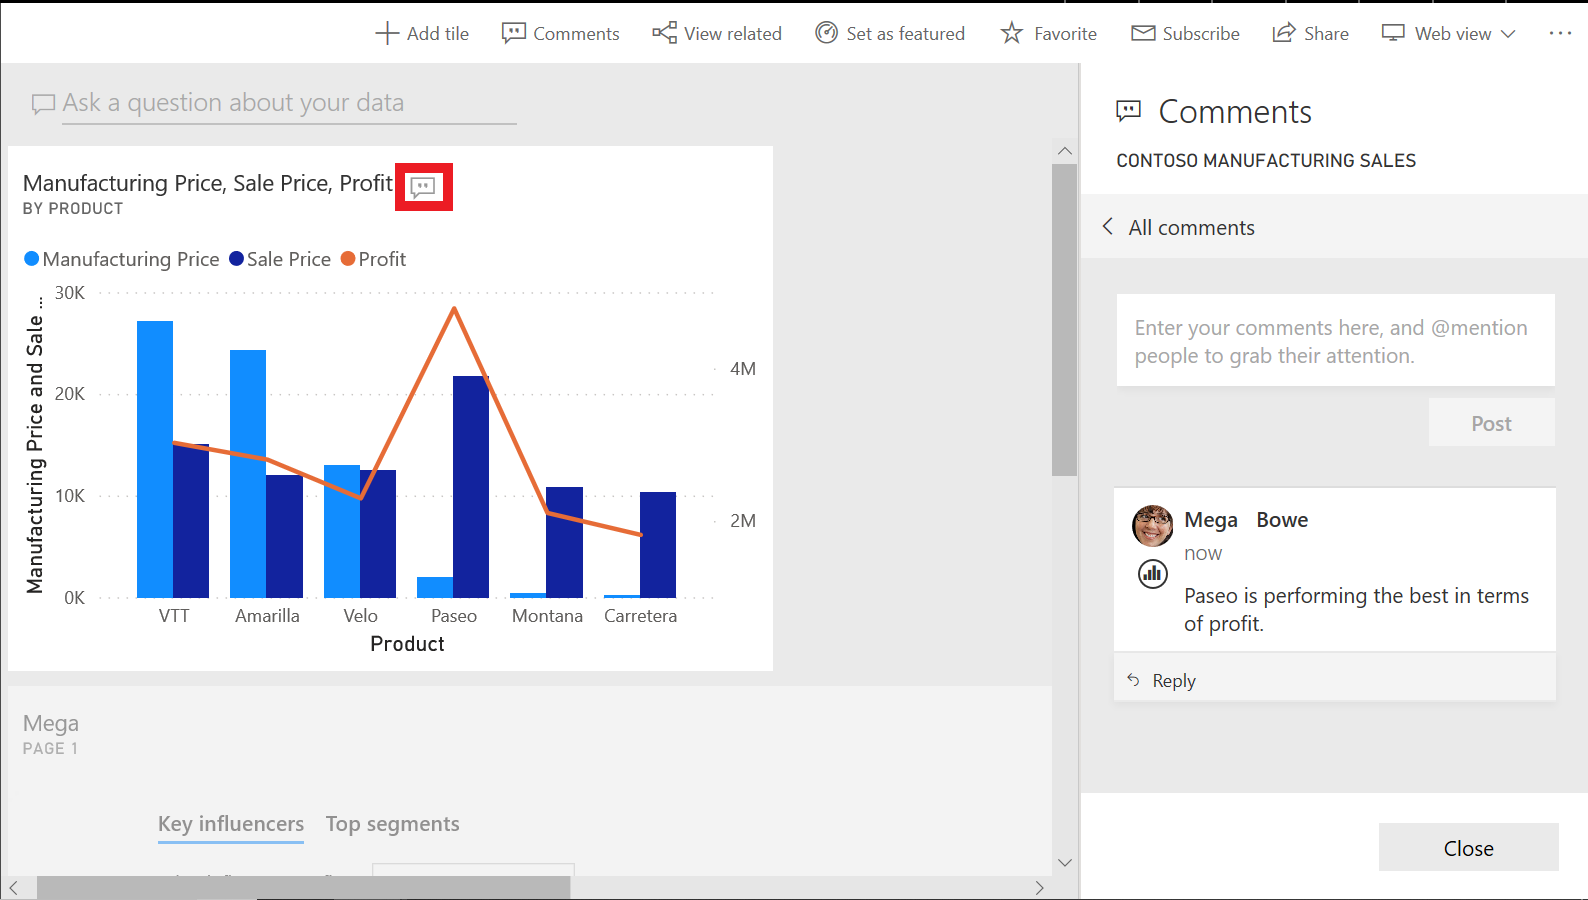 Add tile
Comments
View related
Set as featured
Favorite
Subscribe
Share
Web view
Ask a question about your data
Manufacturing Price, Sale Price, Profit
BY PRODUCT
Manufacturing Price Sale Price Profit
Manufacturing Price and Sale ...
30K
20K
10K
0K
4M
2M
VTT Amarilla Velo Paseo Montana Carretera
Product
Mega
PAGE 1
Key influencers Top segments
Comments
CONTOSO MANUFACTURING SALES
All comments
Enter your comments here, and @mention
people to grab their attention.
Post
Mega Bowe
now
Paseo is performing the best in terms
of profit.
Reply
Close